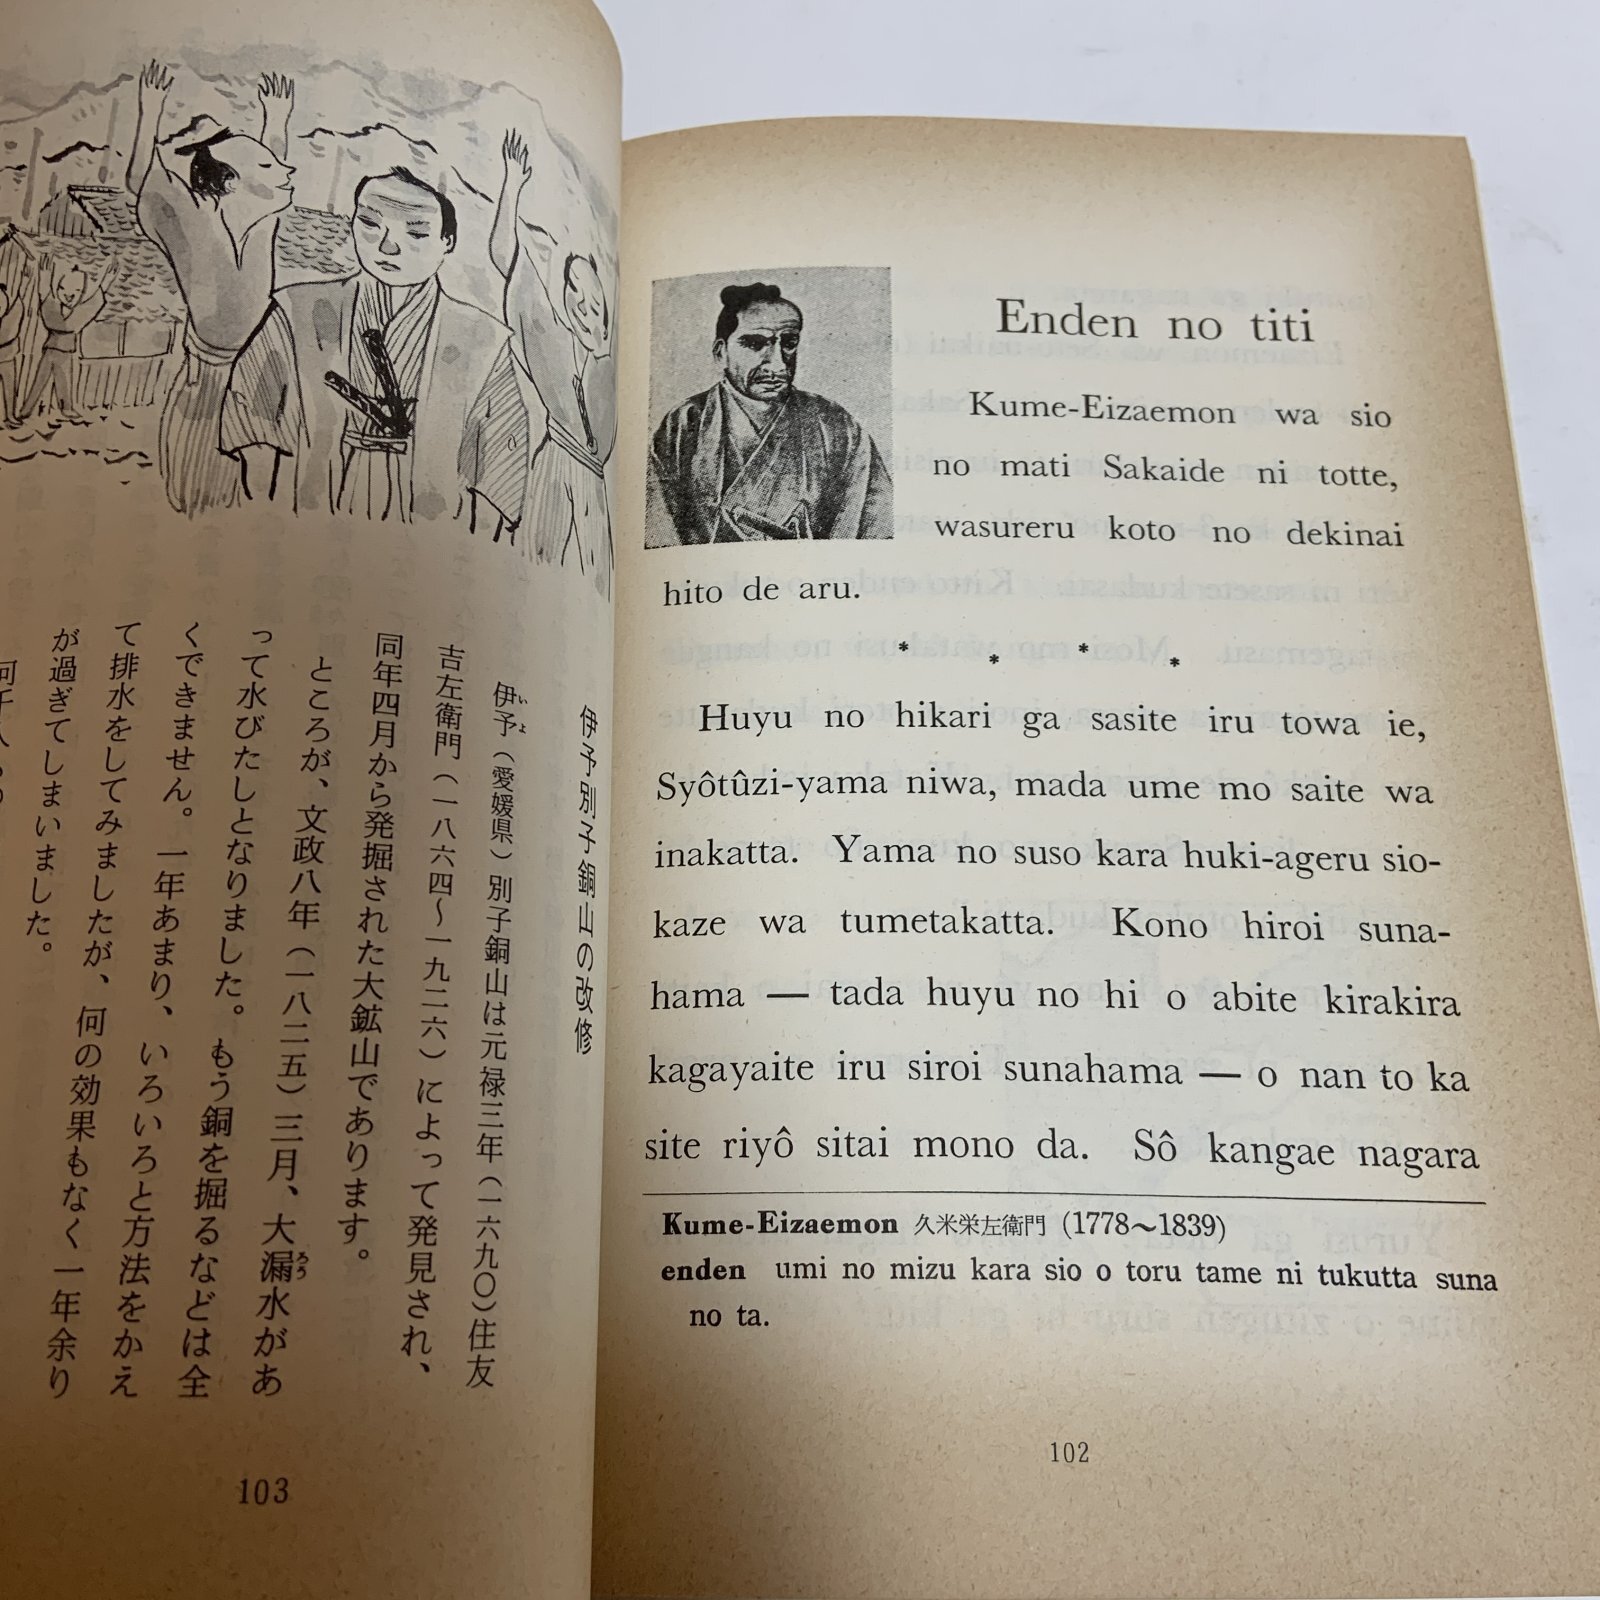 Enden no titi
Kume-Eizaemon wa sio
no mati Sakaide ni totte,
wasureru koto no dekinai
hito de aru.
* * * *
Huyu no hikari ga sasite iru towa ie,
Syôtûzi-yama niwa, mada ume mo saite wa
inakatta. Yama no suso kara huki-ageru sio-
kaze wa tumetakatta. Kono hiroi suna-
hama — tada huyu no hi o abite kirakira
kagayaite iru siroi sunahama — o nan to ka
site riyô sitai mono da. Sô kangae nagara
Kume-Eizaemon 久米栄左衛門 (1778〜1839)
enden umi no mizu kara sio o toru tame ni tukutta suna
no ta.
102
伊予別子銅山の改修
伊予（愛媛県）別子銅山は元禄三年（一六九〇）住友
いよ
吉左衛門（一八六四〜一九二六）によって発見され、
同年四月から発掘された大鉱山であります。
ところが、文政八年（一八二五）三月、大漏水があ
ろう
って水びたしとなりました。もう銅を掘るなどは全
くできません。一年あまり、いろいろと方法をかえ
て排水をしてみましたが、何の効果もなく一年余り
が過ぎてしまいました。
103